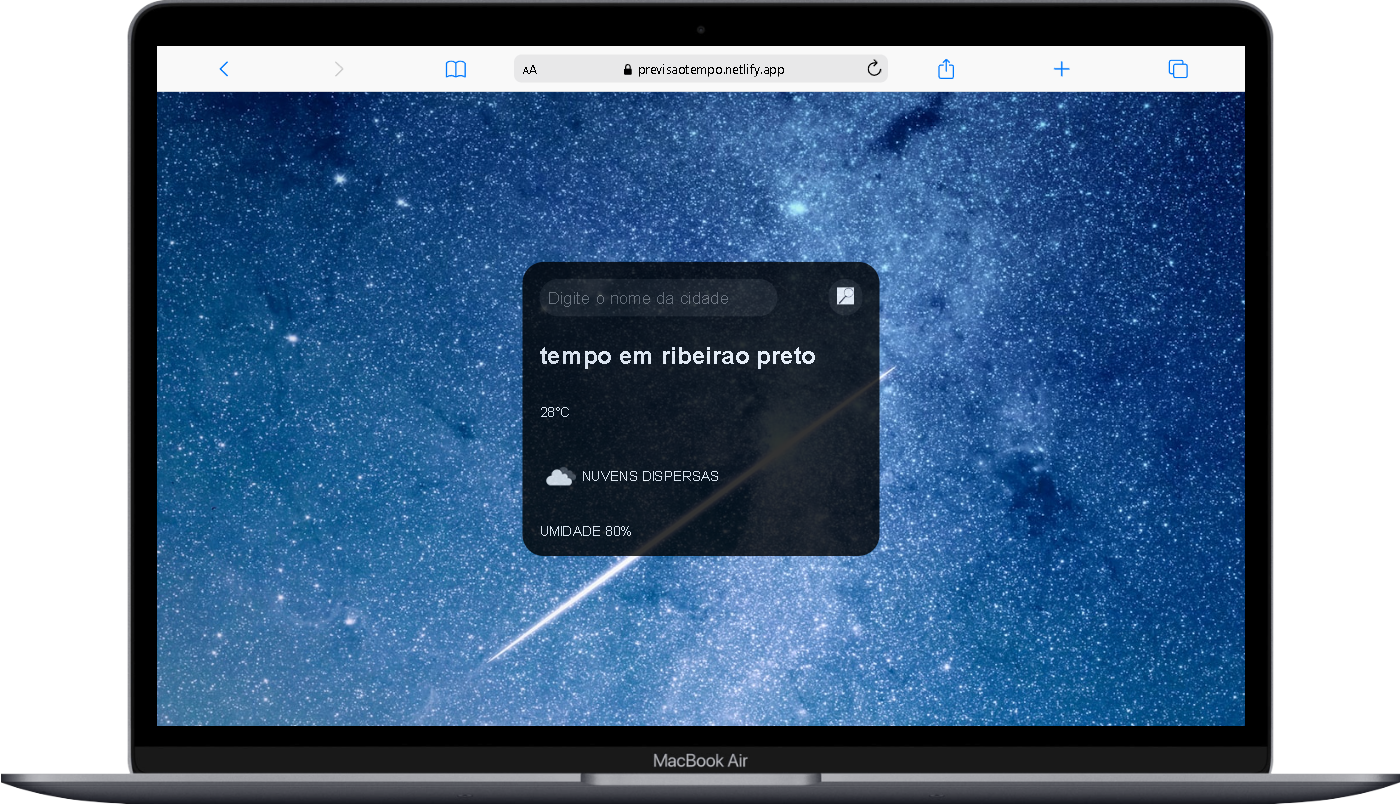 AA previsaotempo.netlify.app
Digite o nome da cidade
tempo em ribeirao preto
28°C
NUVENS DISPERSAS
UMIDADE 80%
MacBook Air